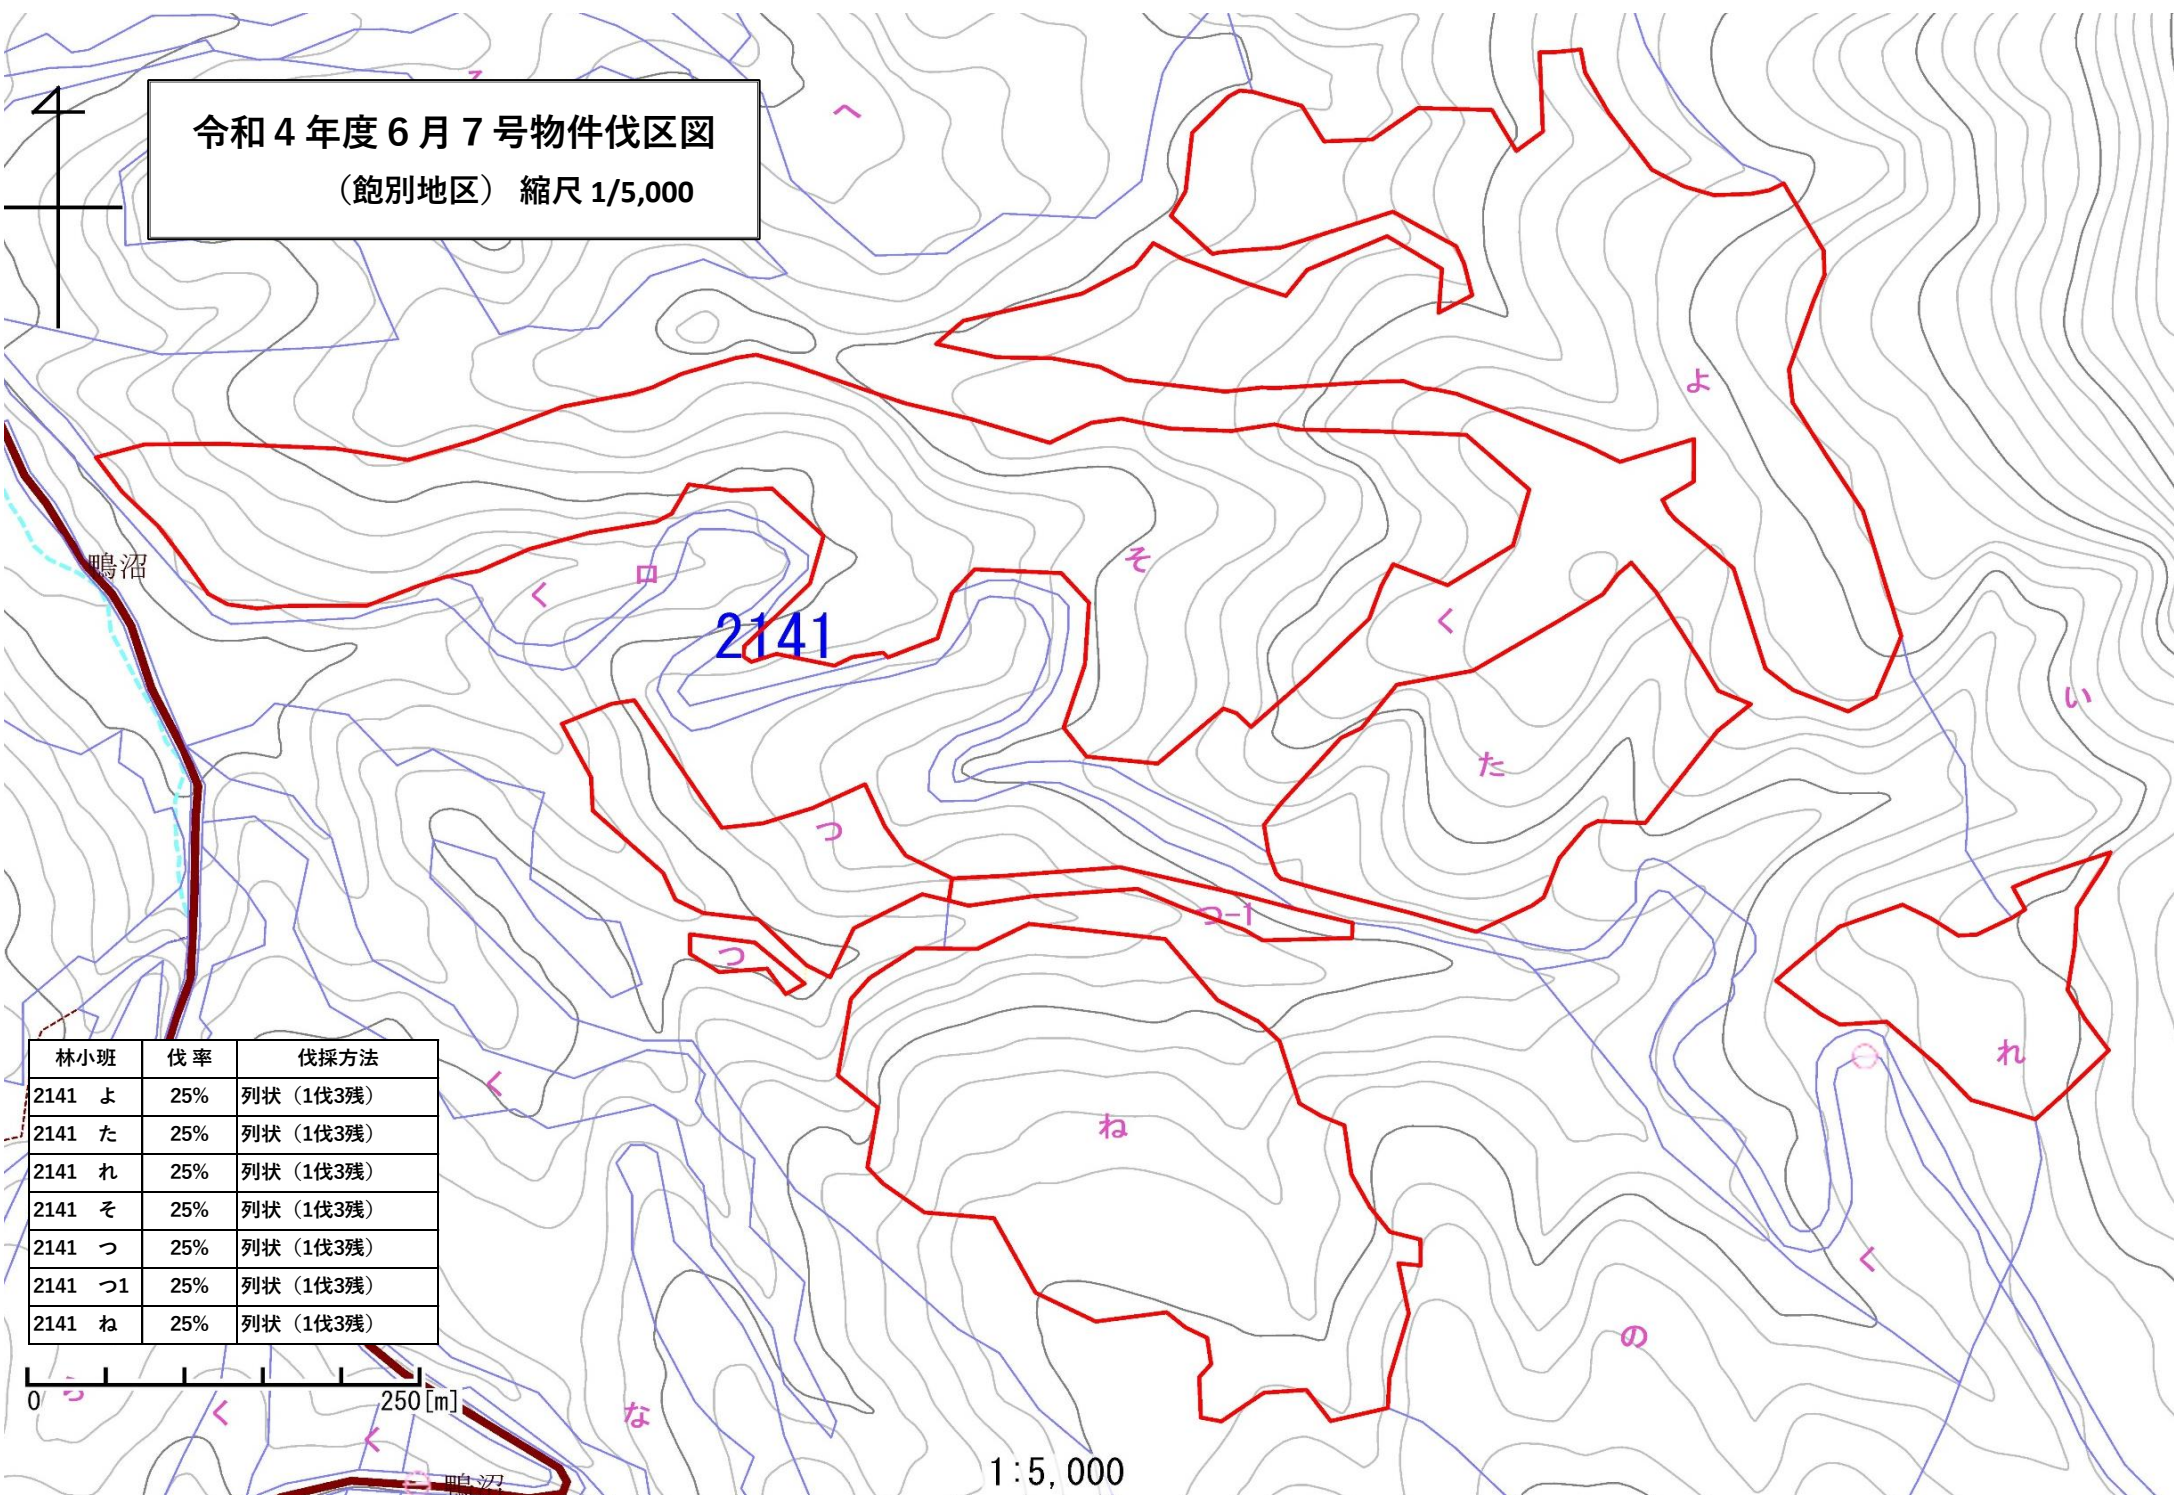 令和４年度６月７号物件伐区図
（飽別地区） 縮尺 1/5,000
へ
よ
鴨沼
く
ロ
2141
そ
く
い
た
つ
つ-1
つ
れ
く
ね
く
の
林小班 伐 率 伐採方法
2141 よ 25% 列状（1伐3残）
2141 た 25% 列状（1伐3残）
2141 れ 25% 列状（1伐3残）
2141 そ 25% 列状（1伐3残）
2141 つ 25% 列状（1伐3残）
2141 つ1 25% 列状（1伐3残）
2141 ね 25% 列状（1伐3残）
0 250[m]
ら
く
く
な
鴨沼
1:5,000